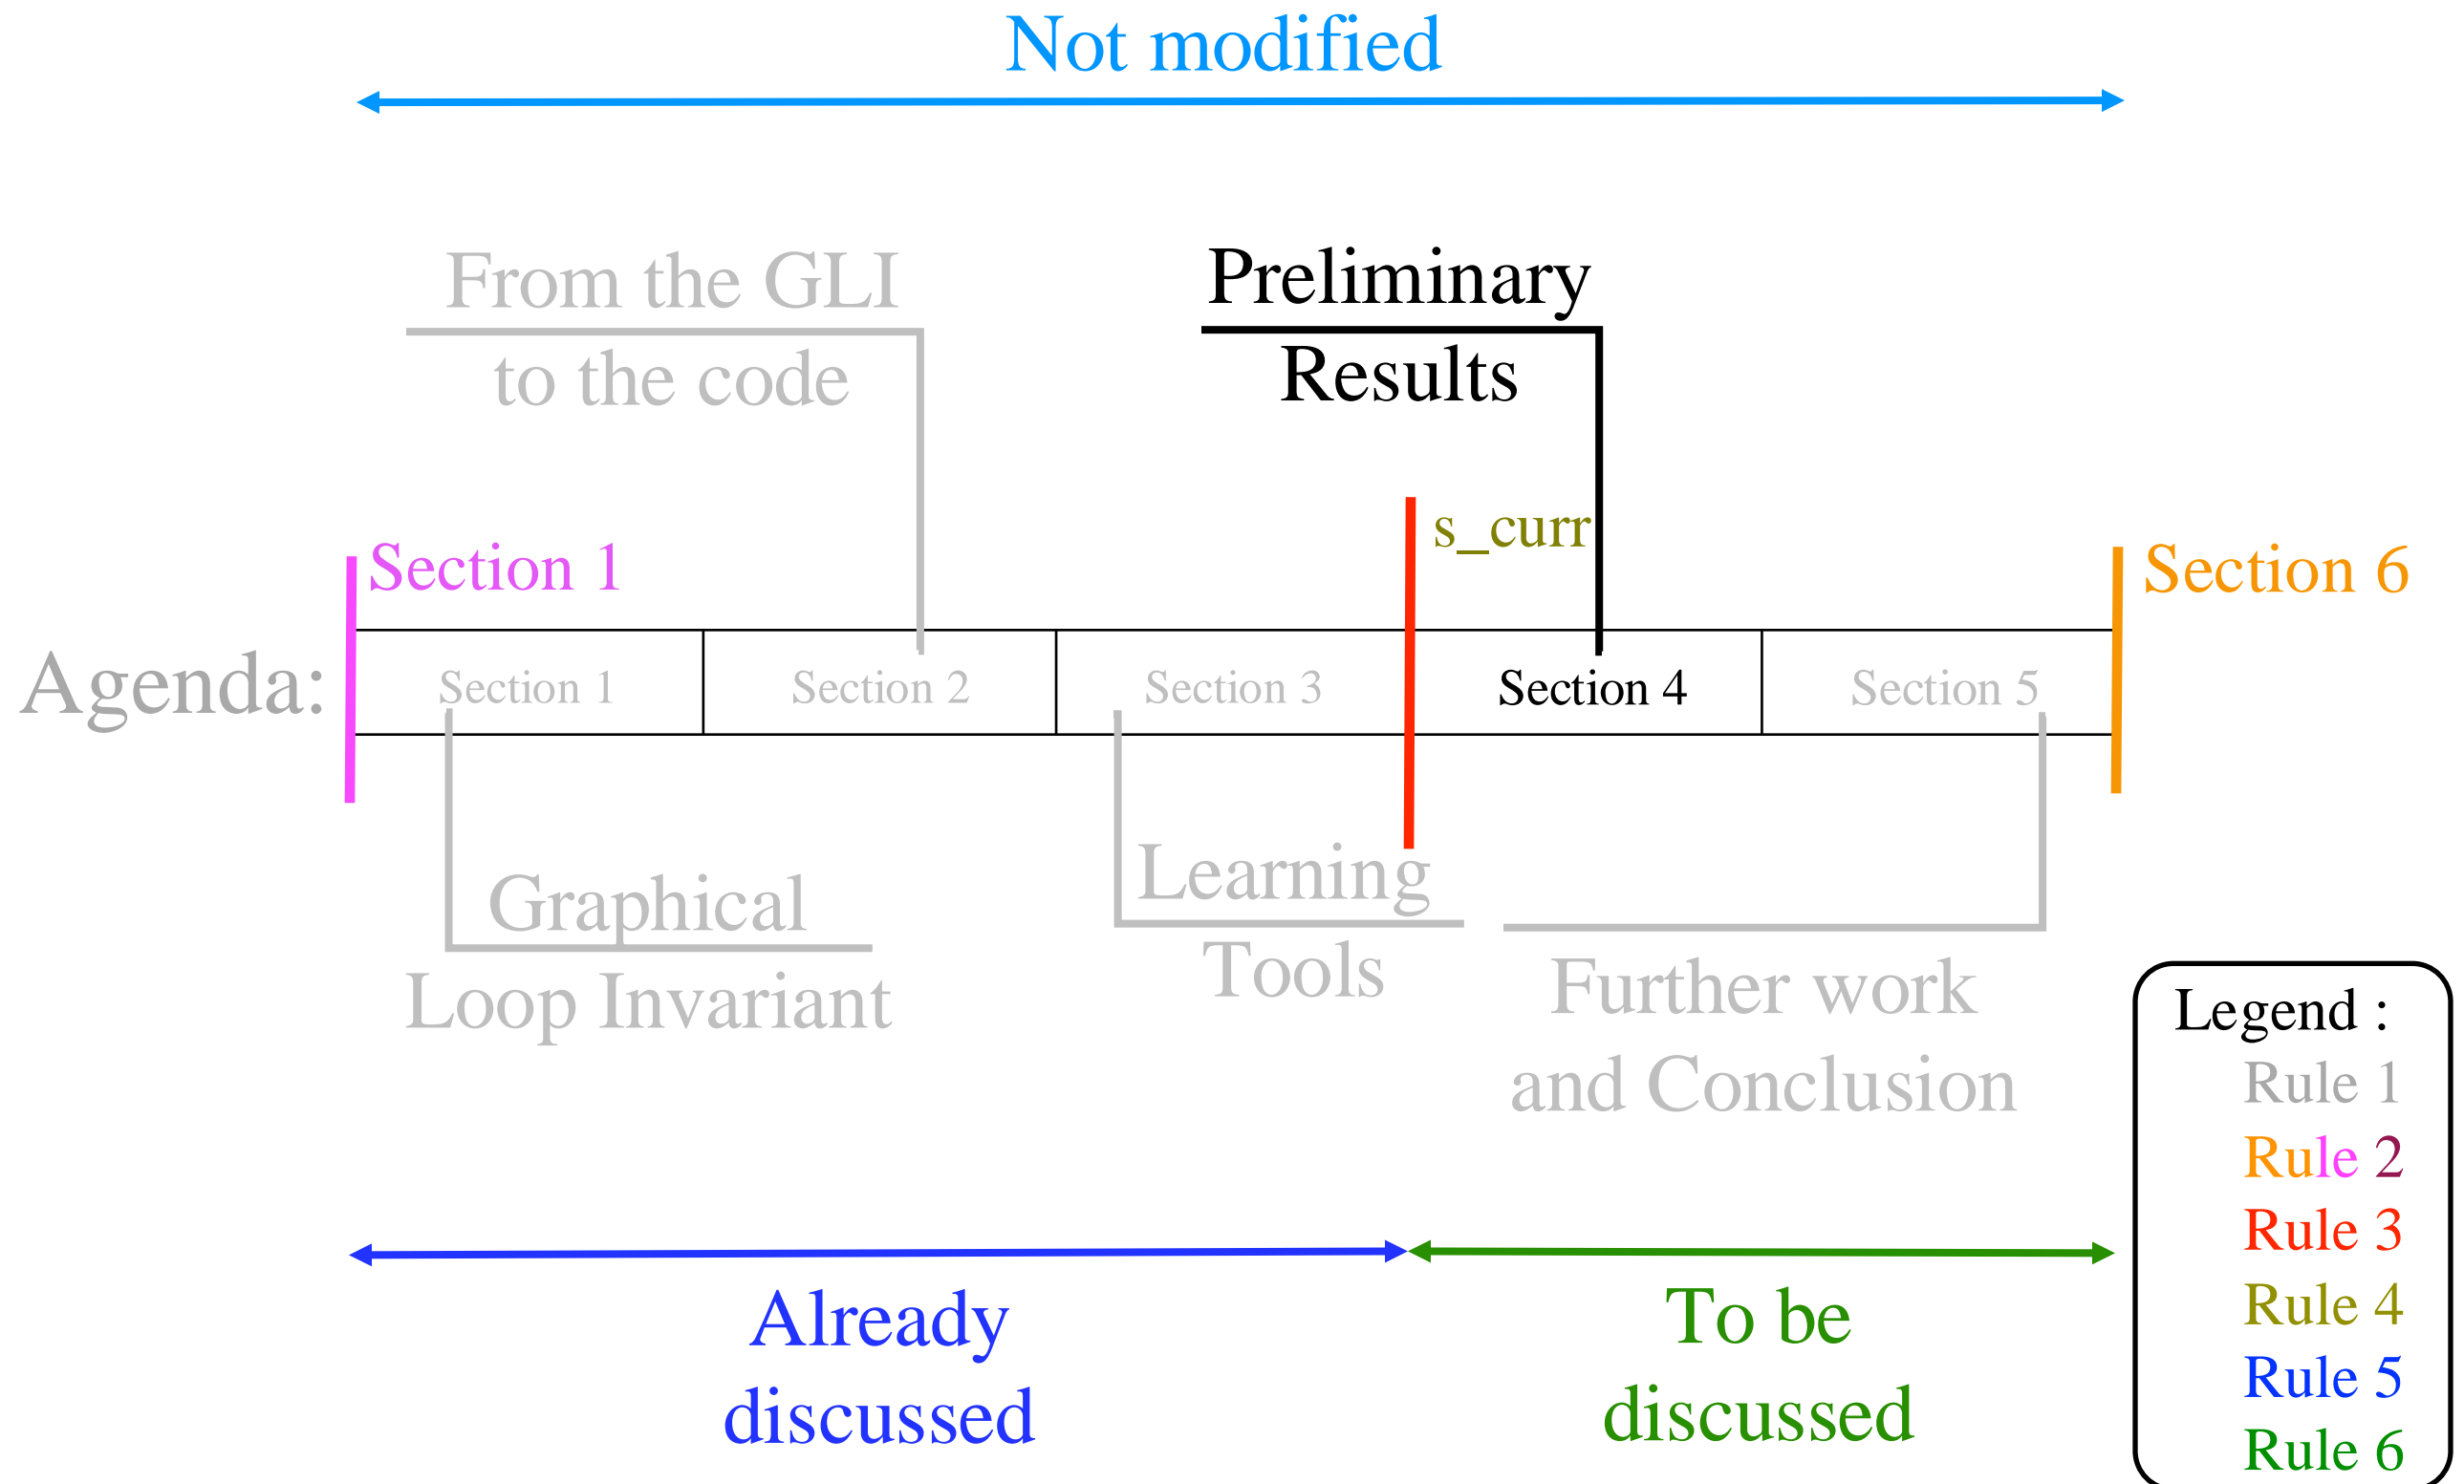 Not modified
From the GLI
to the code
Preliminary
Results
s_curr
Section 1
Section 6
Agenda:
Section 1
Section 2
Section 3
Section 4
Section 5
Graphical
Loop Invariant
Learning
Tools
Further work
and Conclusion
Already
discussed
To be
discussed
Legend :
Rule 1
Rule 2
Rule 3
Rule 4
Rule 5
Rule 6